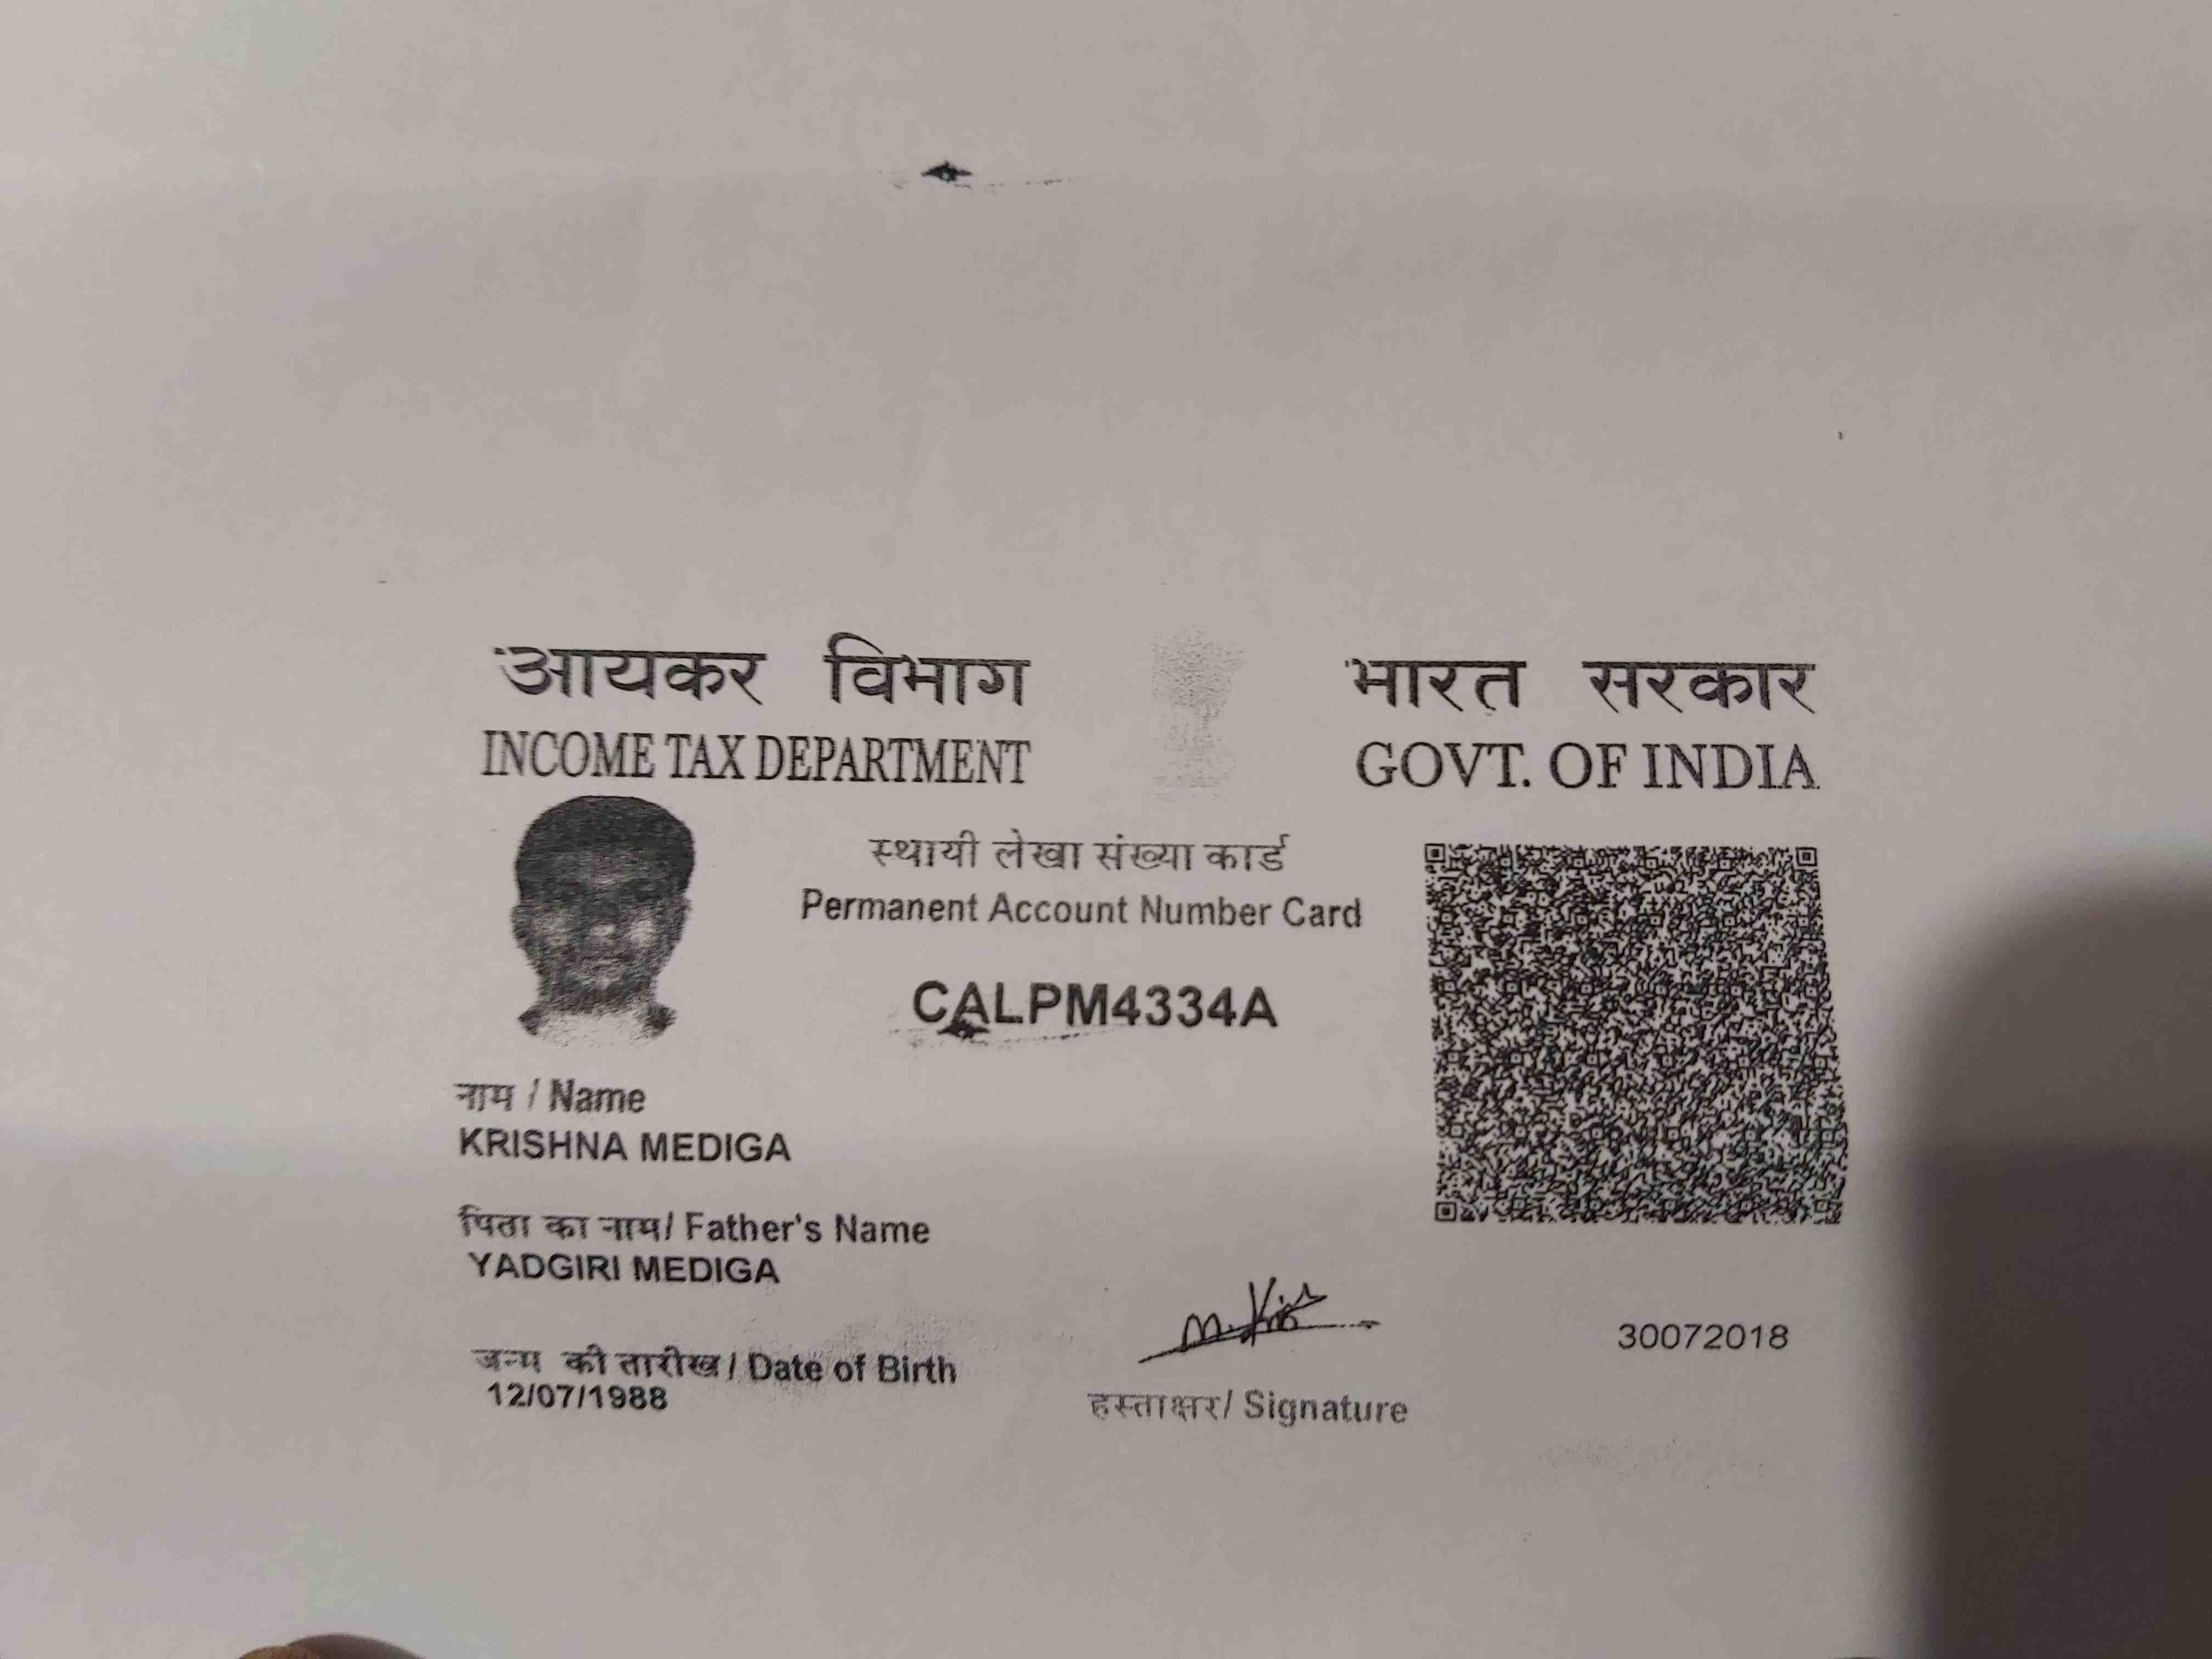 आयकर विभाग
INCOME TAX DEPARTMENT
भारत सरकार
GOVT. OF INDIA
स्थायी लेखा संख्या कार्ड
Permanent Account Number Card
CALPM4334A
नाम / Name
KRISHNA MEDIGA
पिता का नाम/ Father's Name
YADGIRI MEDIGA
जन्म की तारीख / Date of Birth
12/07/1988
हस्ताक्षर/ Signature
30072018